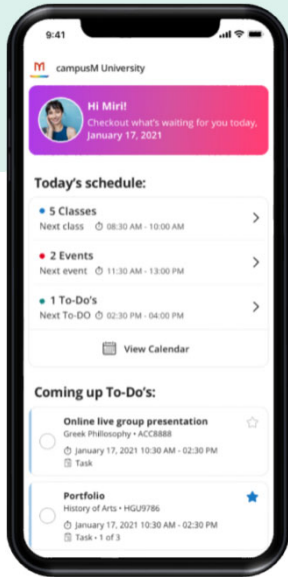 9:41
campusM University
Hi Miri!
Checkout what's waiting for you today,
January 17, 2021
Today's schedule:
5 Classes
Next class 08:30 AM - 10:00 AM
2 Events
Next event 11:30 AM - 13:00 PM
1 To-Do's
Next To-DO 02:30 PM - 04:00 PM
View Calendar
Coming up To-Do's:
Online live group presentation
Greek Phillosophy • ACC8888
January 17, 2021 10:30 AM - 02:30 PM
Task
Portfolio
History of Arts • HGU9786
January 17, 2021 10:30 AM - 02:30 PM
Task • 1 of 3